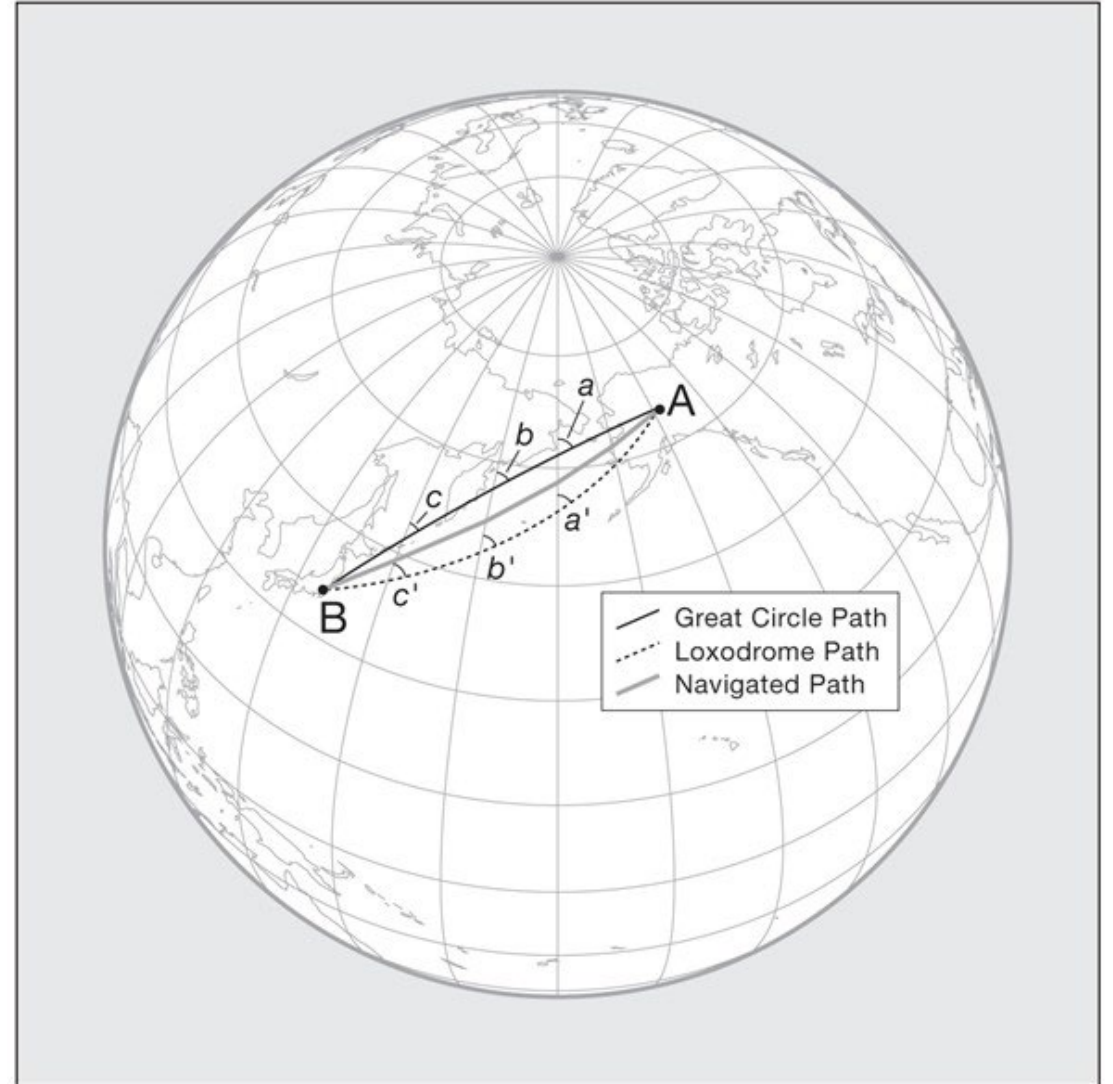 a
A
b
c
a'
b'
c'
B
Great Circle Path
Loxodrome Path
Navigated Path